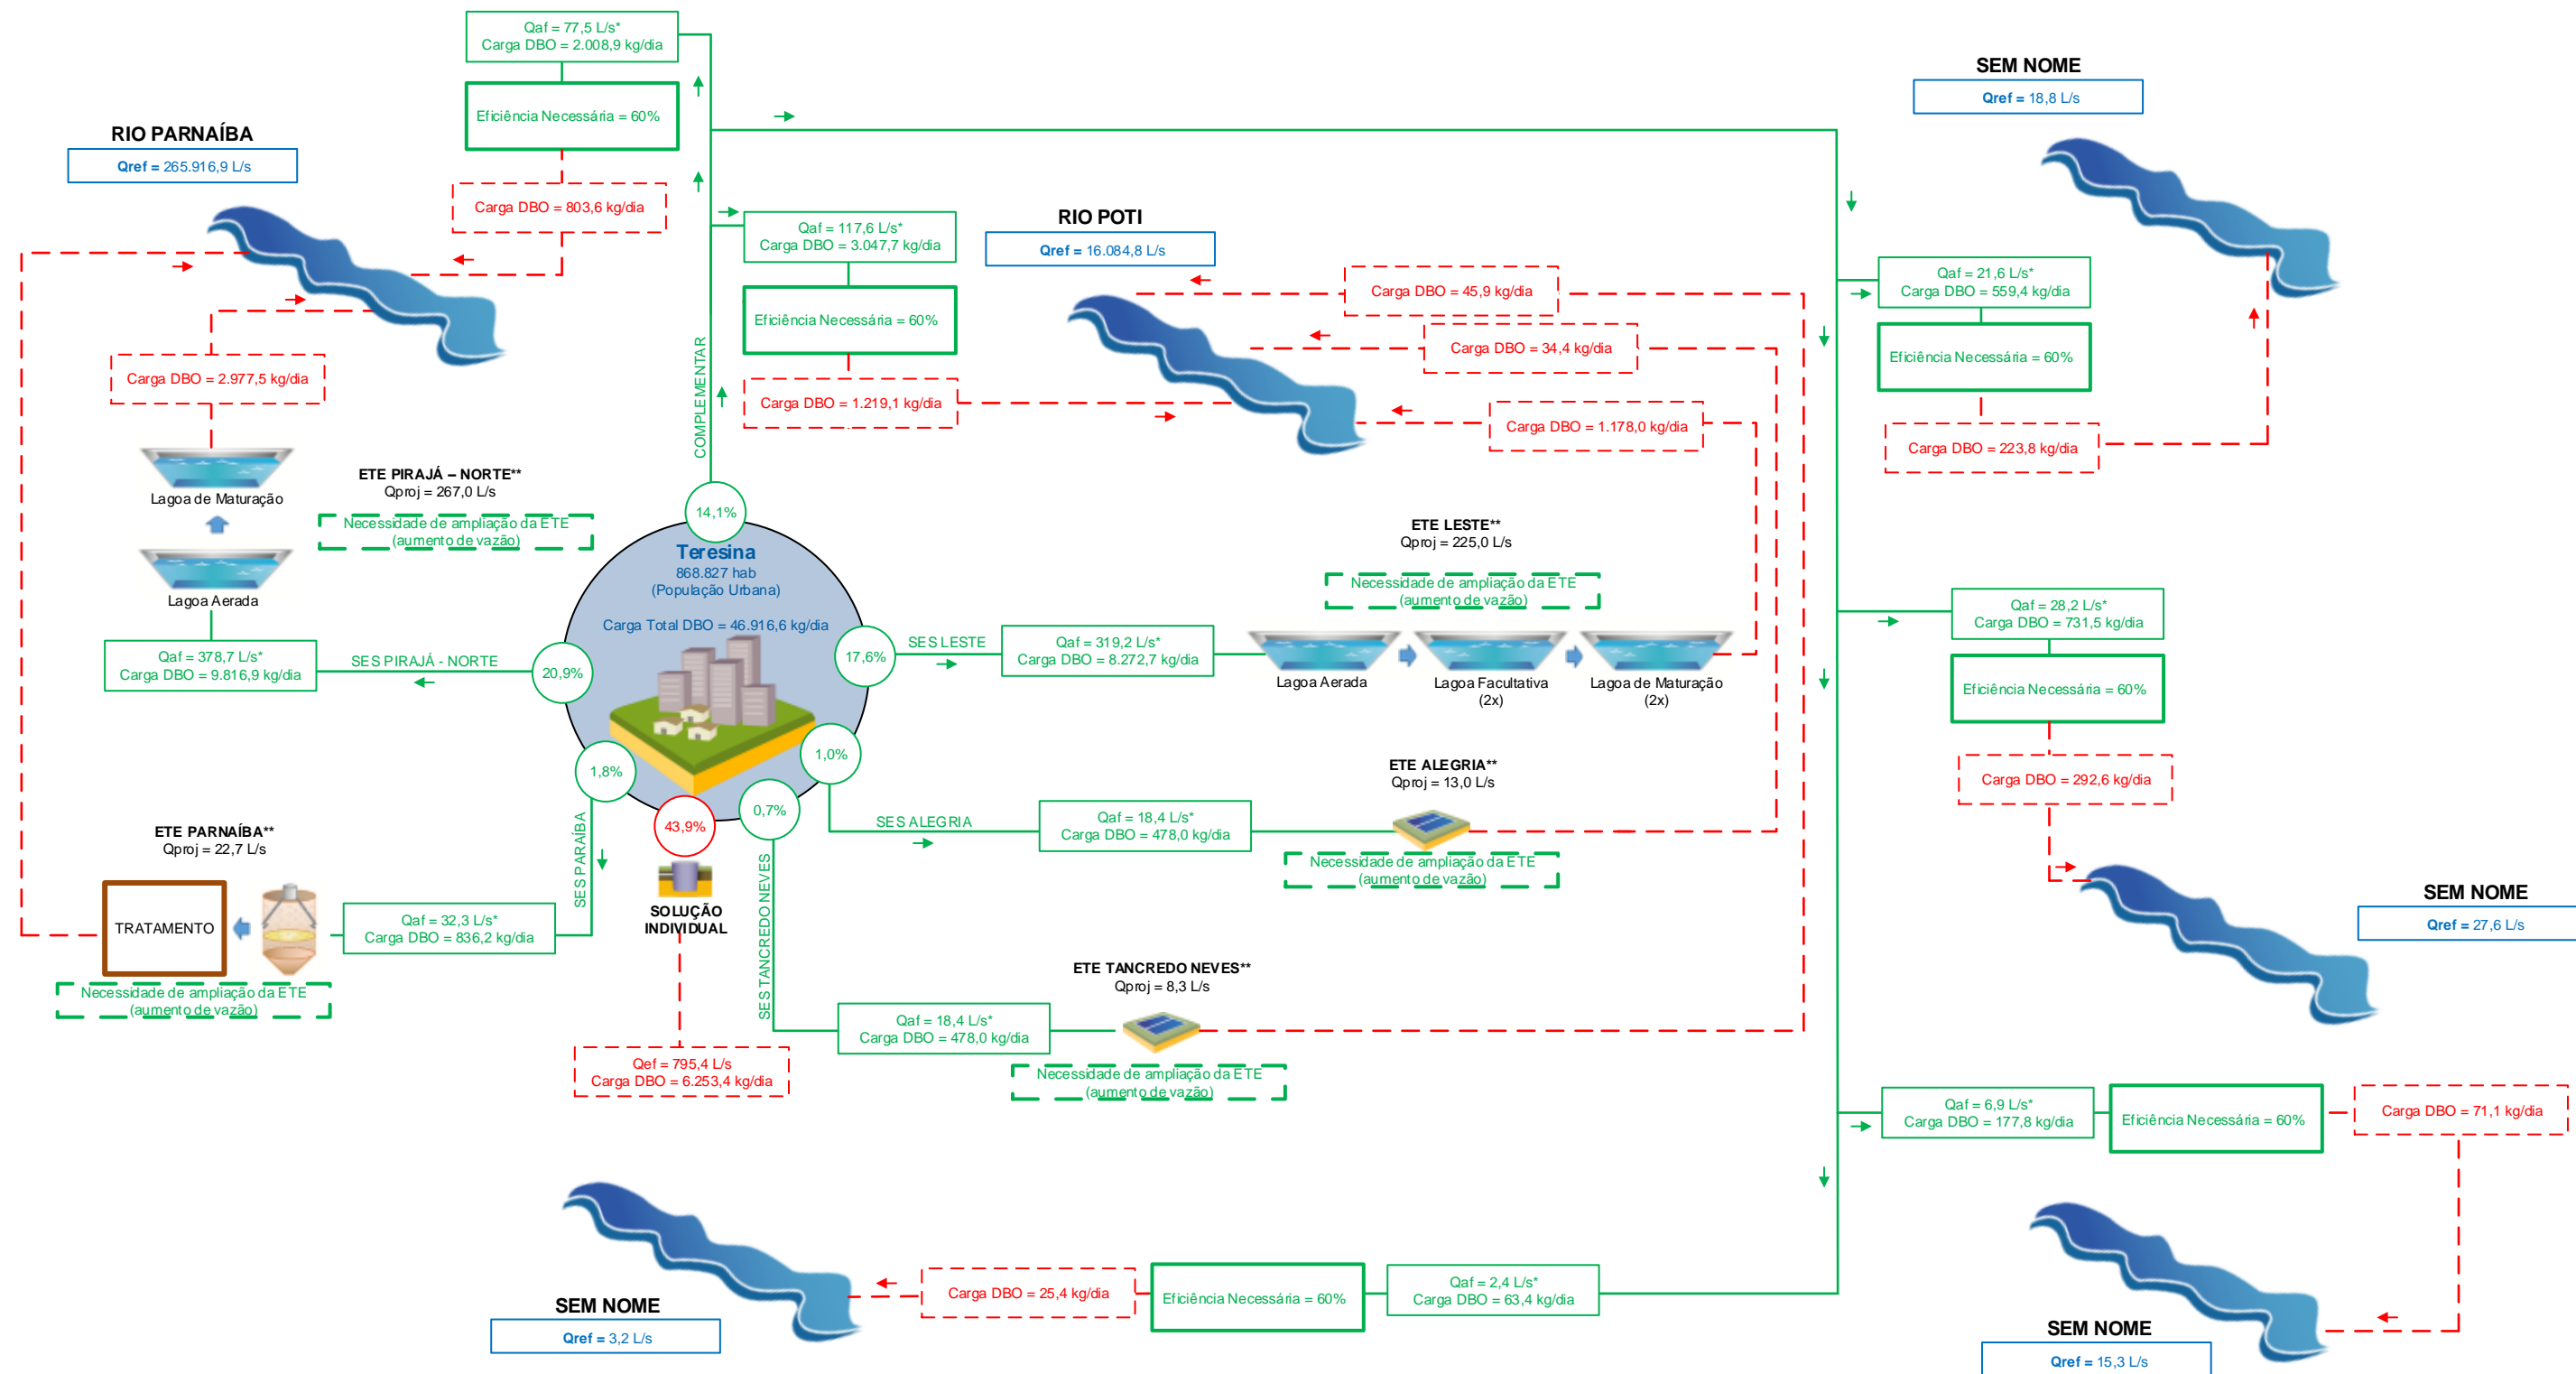 Qaf = 77,5 L/s*
Carga DBO = 2.008,9 kg/dia
Eficiência Necessária = 60%
Carga DBO = 803,6 kg/dia
RIO PARNAÍBA
Qref = 265.916,9 L/s
Carga DBO = 2.977,5 kg/dia
Lagoa de Maturação
Lagoa Aerada
ETE PIRAJÁ – NORTE**
Qproj = 267,0 L/s
Necessidade de ampliação da ETE
(aumento de vazão)
Qaf = 378,7 L/s*
Carga DBO = 9.816,9 kg/dia
SES PIRAJÁ - NORTE
20,9%
COMPLEMENTAR
14,1%
Qaf = 117,6 L/s*
Carga DBO = 3.047,7 kg/dia
Eficiência Necessária = 60%
Carga DBO = 1.219,1 kg/dia
RIO POTI
Qref = 16.084,8 L/s
Carga DBO = 45,9 kg/dia
Carga DBO = 34,4 kg/dia
Carga DBO = 1.178,0 kg/dia
Teresina
868.827 hab
(População Urbana)
Carga Total DBO = 46.916,6 kg/dia
17,6%
SES LESTE
Qaf = 319,2 L/s*
Carga DBO = 8.272,7 kg/dia
ETE LESTE**
Qproj = 225,0 L/s
Necessidade de ampliação da ETE
(aumento de vazão)
Lagoa Aerada
Lagoa Facultativa
(2x)
Lagoa de Maturação
(2x)
1,0%
SES ALEGRIA
Qaf = 18,4 L/s*
Carga DBO = 478,0 kg/dia
ETE ALEGRIA**
Qproj = 13,0 L/s
Necessidade de ampliação da ETE
(aumento de vazão)
0,7%
SES TANCREDO NEVES
Qaf = 18,4 L/s*
Carga DBO = 478,0 kg/dia
ETE TANCREDO NEVES**
Qproj = 8,3 L/s
Necessidade de ampliação da ETE
(aumento de vazão)
43,9%
SOLUÇÃO
INDIVIDUAL
Qef = 795,4 L/s
Carga DBO = 6.253,4 kg/dia
1,8%
SES PARAÍBA
ETE PARNAÍBA**
Qproj = 22,7 L/s
TRATAMENTO
Qaf = 32,3 L/s*
Carga DBO = 836,2 kg/dia
Necessidade de ampliação da ETE
(aumento de vazão)
SEM NOME
Qref = 18,8 L/s
Qaf = 21,6 L/s*
Carga DBO = 559,4 kg/dia
Eficiência Necessária = 60%
Carga DBO = 223,8 kg/dia
Qaf = 28,2 L/s*
Carga DBO = 731,5 kg/dia
Eficiência Necessária = 60%
Carga DBO = 292,6 kg/dia
SEM NOME
Qref = 27,6 L/s
Qaf = 6,9 L/s*
Carga DBO = 177,8 kg/dia
Eficiência Necessária = 60%
Carga DBO = 71,1 kg/dia
SEM NOME
Qref = 15,3 L/s
Qaf = 2,4 L/s*
Carga DBO = 63,4 kg/dia
Eficiência Necessária = 60%
Carga DBO = 25,4 kg/dia
SEM NOME
Qref = 3,2 L/s